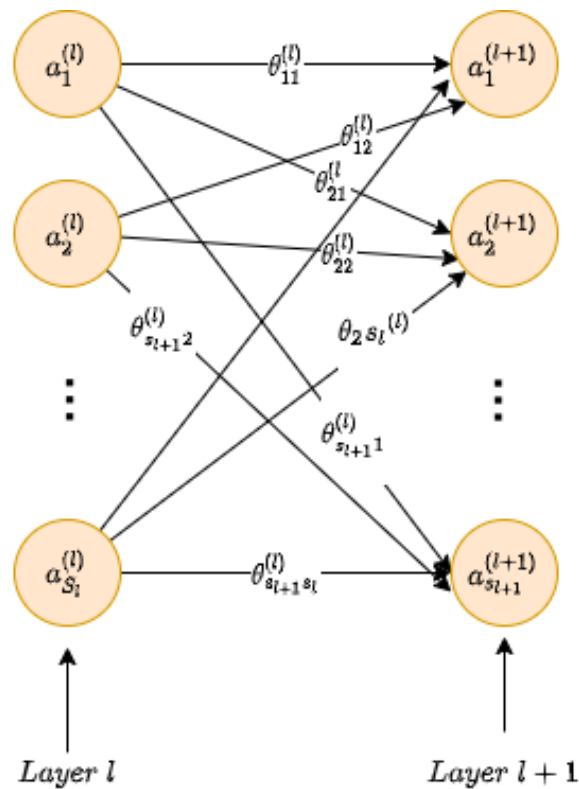 a_1^{(l)} θ_{11}^{(l)} a_1^{(l+1)}
θ_{12}^{(l)}
θ_{21}^{(l}
a_2^{(l)} θ_{22}^{(l)} a_2^{(l+1)}
θ_{s_{l+1}2}^{(l)} θ_2 s_l^{(l)}
⋮ ⋮
θ_{s_{l+1}1}^{(l)}
a_{S_l}^{(l)} θ_{s_{l+1}s_l}^{(l)} a_{s_{l+1}}^{(l+1)}
Layer l Layer l + 1